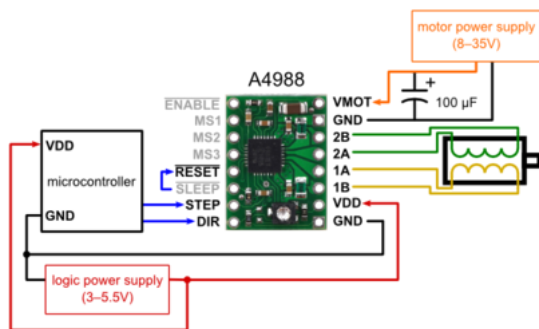 motor power supply
(8–35V)
A4988
ENABLE
VMOT
+
100 µF
MS1
GND
MS2
2B
VDD
MS3
2A
microcontroller
RESET
1A
SLEEP
1B
GND
STEP
VDD
DIR
GND
logic power supply
(3–5.5V)